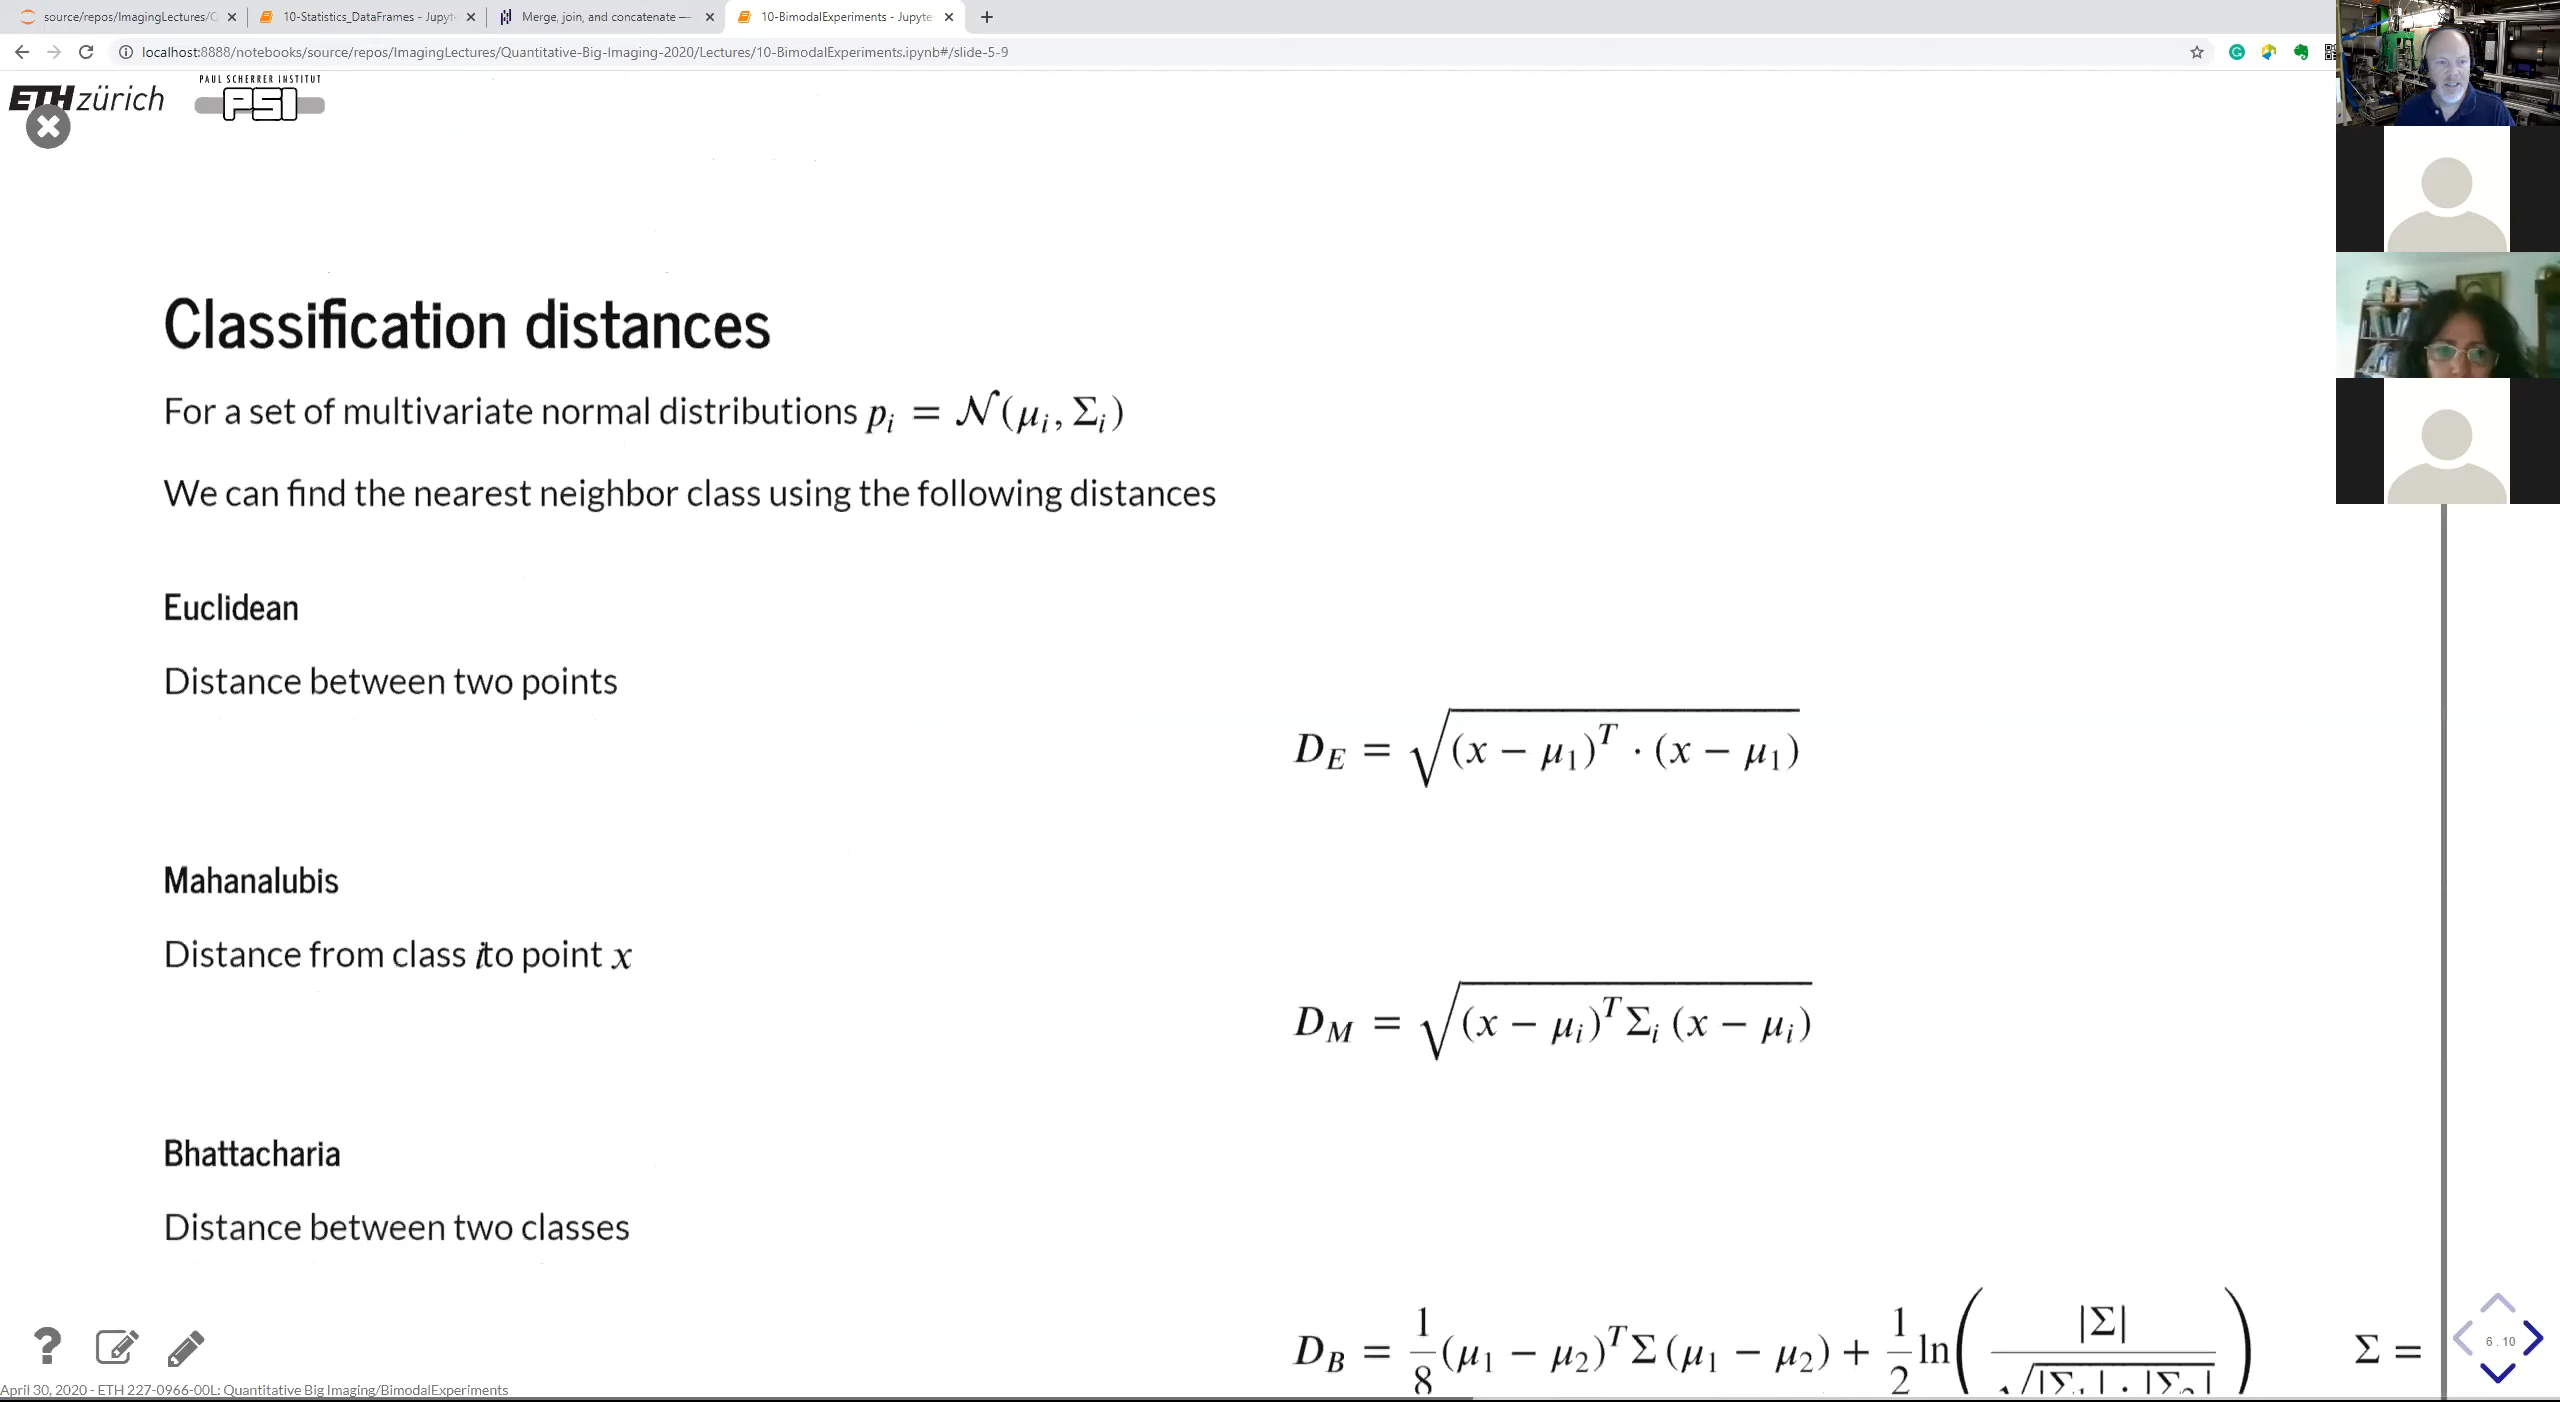 source/repos/ImagingLectures/Q
10-Statistics_DataFrames - Jupyt
Merge, join, and concatenate —
10-BimodalExperiments - Jupyte
localhost:8888/notebooks/source/repos/ImagingLectures/Quantitative-Big-Imaging-2020/Lectures/10-BimodalExperiments.ipynb#/slide-5-9
ETH zürich
PAUL SCHERRER INSTITUT
PSI
Classification distances
For a set of multivariate normal distributions p_i = 𝒩(μ_i, Σ_i)
We can find the nearest neighbor class using the following distances
Euclidean
Distance between two points
D_E = √((x − μ_1)^T · (x − μ_1))
Mahanalubis
Distance from class i to point x
D_M = √((x − μ_i)^T Σ_i (x − μ_i))
Bhattacharia
Distance between two classes
D_B = 1/8 (μ_1 − μ_2)^T Σ (μ_1 − μ_2) + 1/2 ln(|Σ| / √(|Σ_1| · |Σ_2|)) Σ =
6 . 10
April 30, 2020 - ETH 227-0966-00L: Quantitative Big Imaging/BimodalExperiments